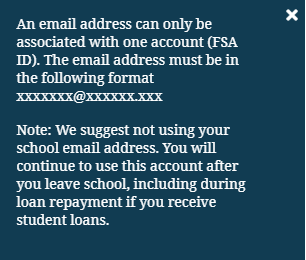 An email address can only be
associated with one account (FSA
ID). The email address must be in
the following format
xxxxxxx@xxxxxx.xxx
Note: We suggest not using your
school email address. You will
continue to use this account after
you leave school, including during
loan repayment if you receive
student loans.